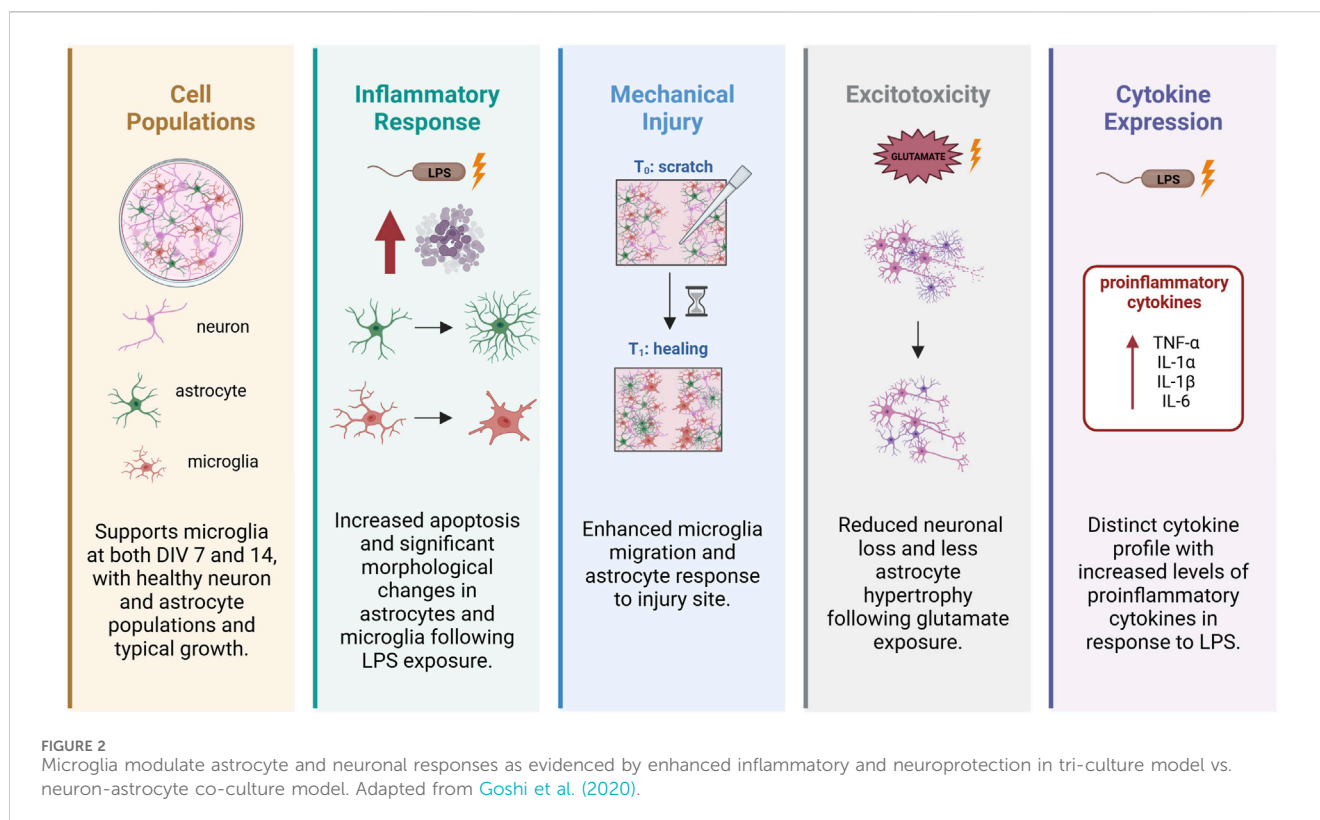 Cell
Populations
neuron
astrocyte
microglia
Supports microglia
at both DIV 7 and 14,
with healthy neuron
and astrocyte
populations and
typical growth.
Inflammatory
Response
LPS
Increased apoptosis
and significant
morphological
changes in
astrocytes and
microglia following
LPS exposure.
Mechanical
Injury
T₀: scratch
T₁: healing
Enhanced microglia
migration and
astrocyte response
to injury site.
Excitotoxicity
GLUTAMATE
Reduced neuronal
loss and less
astrocyte
hypertrophy
following glutamate
exposure.
Cytokine
Expression
LPS
proinflammatory
cytokines
TNF-α
IL-1α
IL-1β
IL-6
Distinct cytokine
profile with
increased levels of
proinflammatory
cytokines in
response to LPS.
FIGURE 2
Microglia modulate astrocyte and neuronal responses as evidenced by enhanced inflammatory and neuroprotection in tri-culture model vs.
neuron-astrocyte co-culture model. Adapted from Goshi et al. (2020).